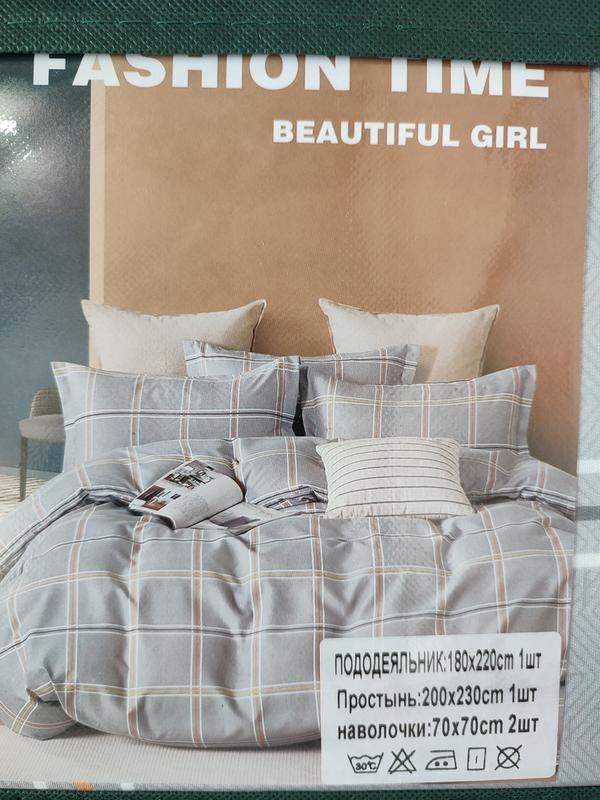 FASHION TIME
BEAUTIFUL GIRL
ПОДОДЕЯЛЬНИК:180x220cm 1шт
Простынь:200x230cm 1шт
наволочки:70x70cm 2шт
30°C